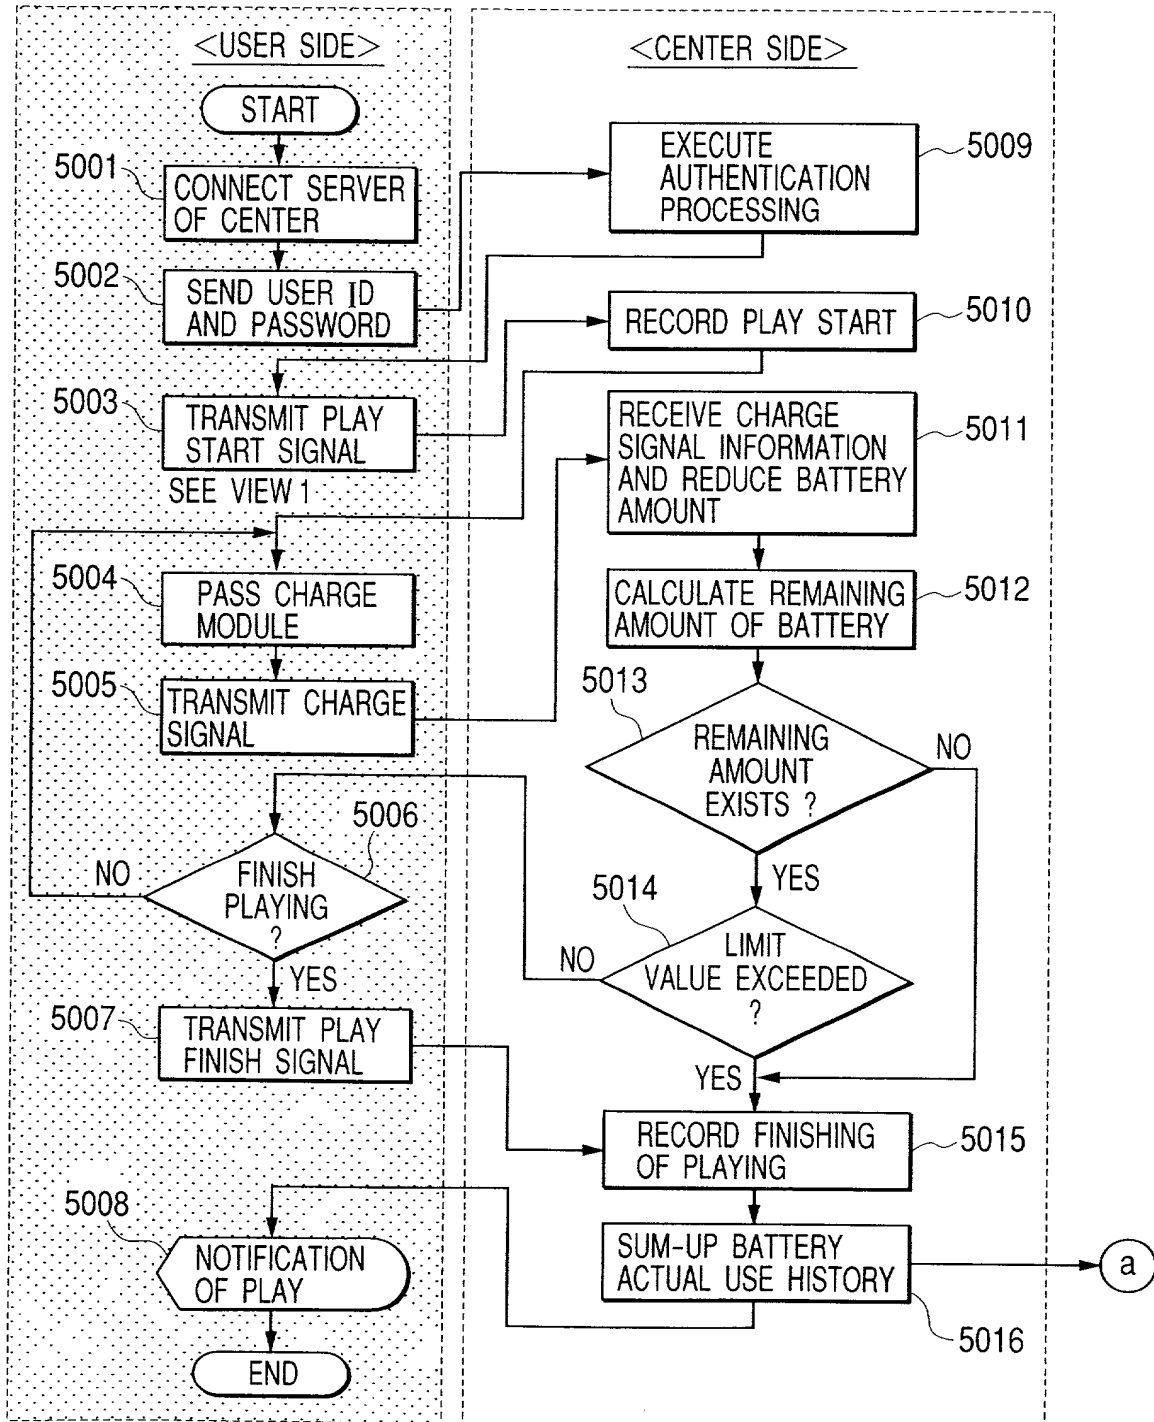 <USER SIDE>
START
5001
CONNECT SERVER
OF CENTER
5002
SEND USER ID
AND PASSWORD
5003
TRANSMIT PLAY
START SIGNAL
SEE VIEW 1
5004
PASS CHARGE
MODULE
5005
TRANSMIT CHARGE
SIGNAL
5006
FINISH
PLAYING
?
NO
YES
5007
TRANSMIT PLAY
FINISH SIGNAL
5008
NOTIFICATION
OF PLAY
END
<CENTER SIDE>
EXECUTE
AUTHENTICATION
PROCESSING
5009
RECORD PLAY START
5010
RECEIVE CHARGE
SIGNAL INFORMATION
AND REDUCE BATTERY
AMOUNT
5011
CALCULATE REMAINING
AMOUNT OF BATTERY
5012
5013
REMAINING
AMOUNT
EXISTS ?
NO
YES
5014
LIMIT
VALUE EXCEEDED
?
NO
YES
RECORD FINISHING
OF PLAYING
5015
SUM-UP BATTERY
ACTUAL USE HISTORY
5016
a